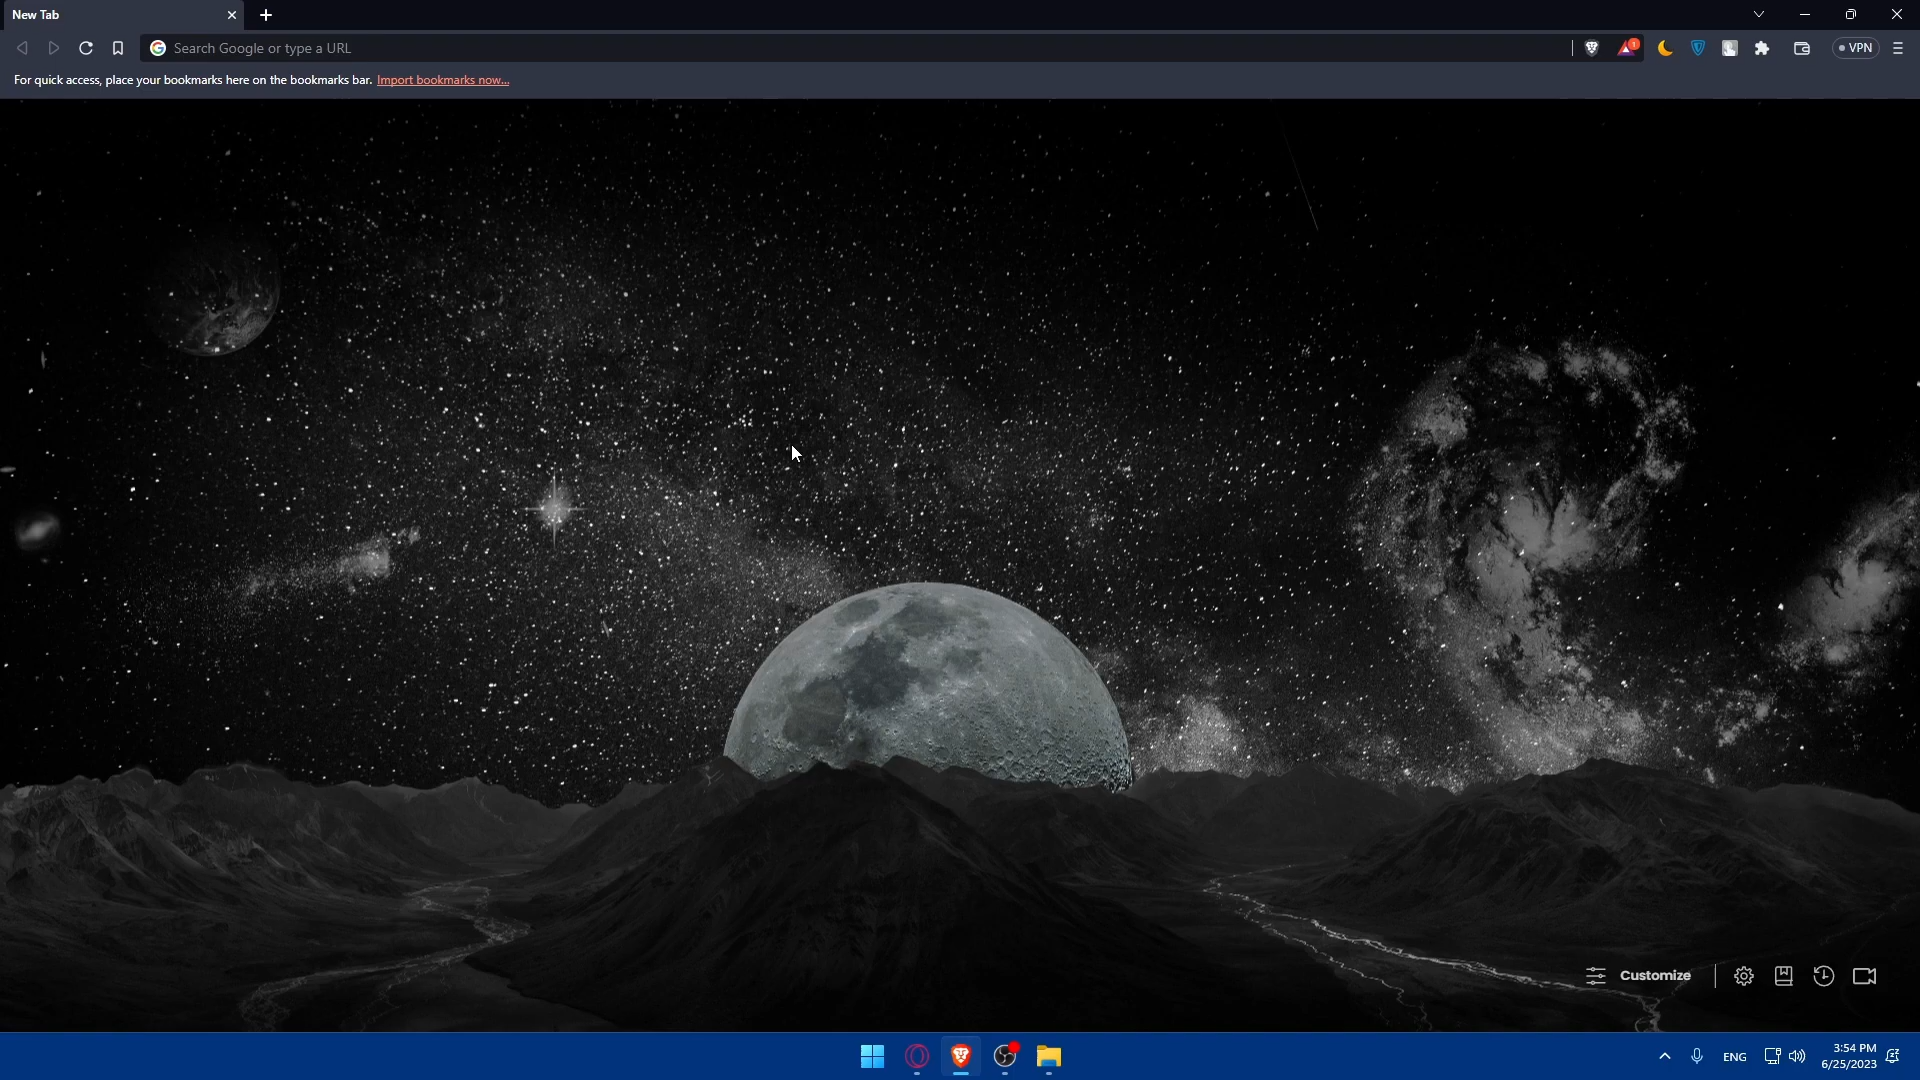 New Tab
Search Google or type a URL
1
VPN
For quick access, place your bookmarks here on the bookmarks bar. Import bookmarks now...
Customize
ENG
3:54 PM
6/25/2023